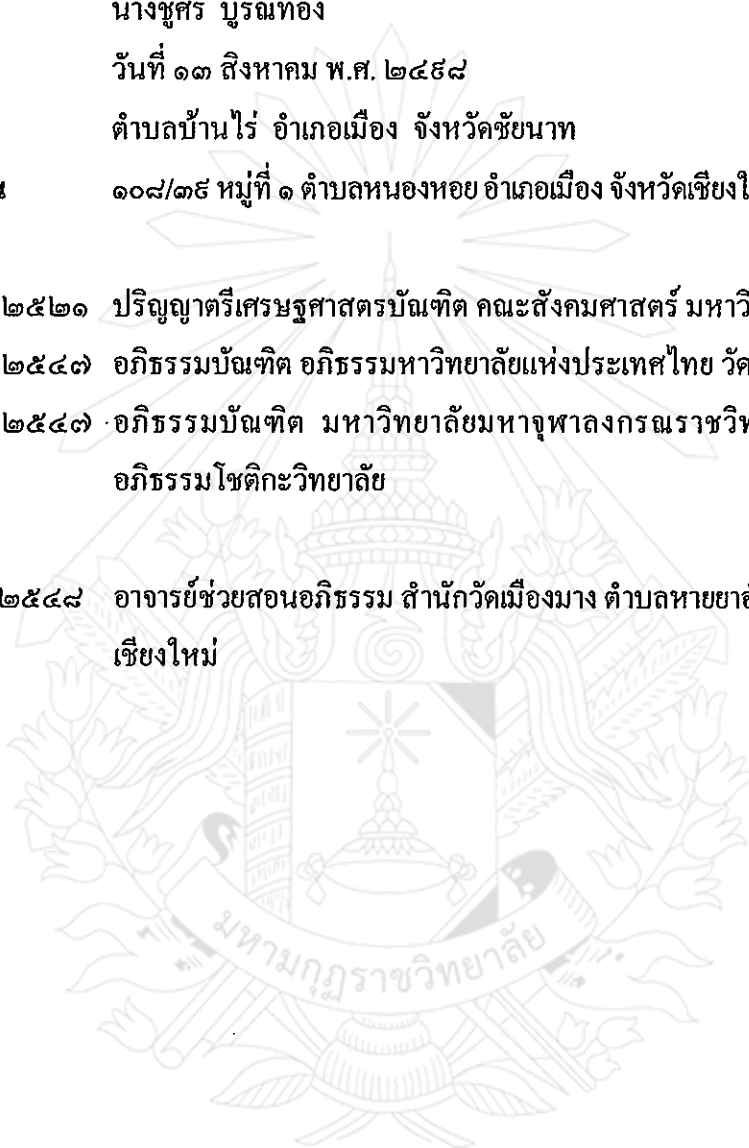 นางชูศรี บูรณทอง
วันที่ ๑๓ สิงหาคม พ.ศ. ๒๔๙๘
ตำบลบ้านไร่ อำเภอเมือง จังหวัดชัยนาท
๑๐๘/๓๙ หมู่ที่ ๑ ตำบลหนองหอย อำเภอเมือง จังหวัดเชียงใ
๒๕๒๑ ปริญญาตรีเศรษฐศาสตรบัณฑิต คณะสังคมศาสตร์ มหาวิ
๒๕๔๗ อภิธรรมบัณฑิต อภิธรรมมหาวิทยาลัยแห่งประเทศไทย วัด
๒๕๔๗ อภิธรรมบัณฑิต มหาวิทยาลัยมหาจุฬาลงกรณราชวิท
อภิธรรมโชติกะวิทยาลัย
๒๕๔๘ อาจารย์ช่วยสอนอภิธรรม สำนักวัดเมืองมาง ตำบลหายยาอ
เชียงใหม่
มหามกุฏราชวิทยาลัย